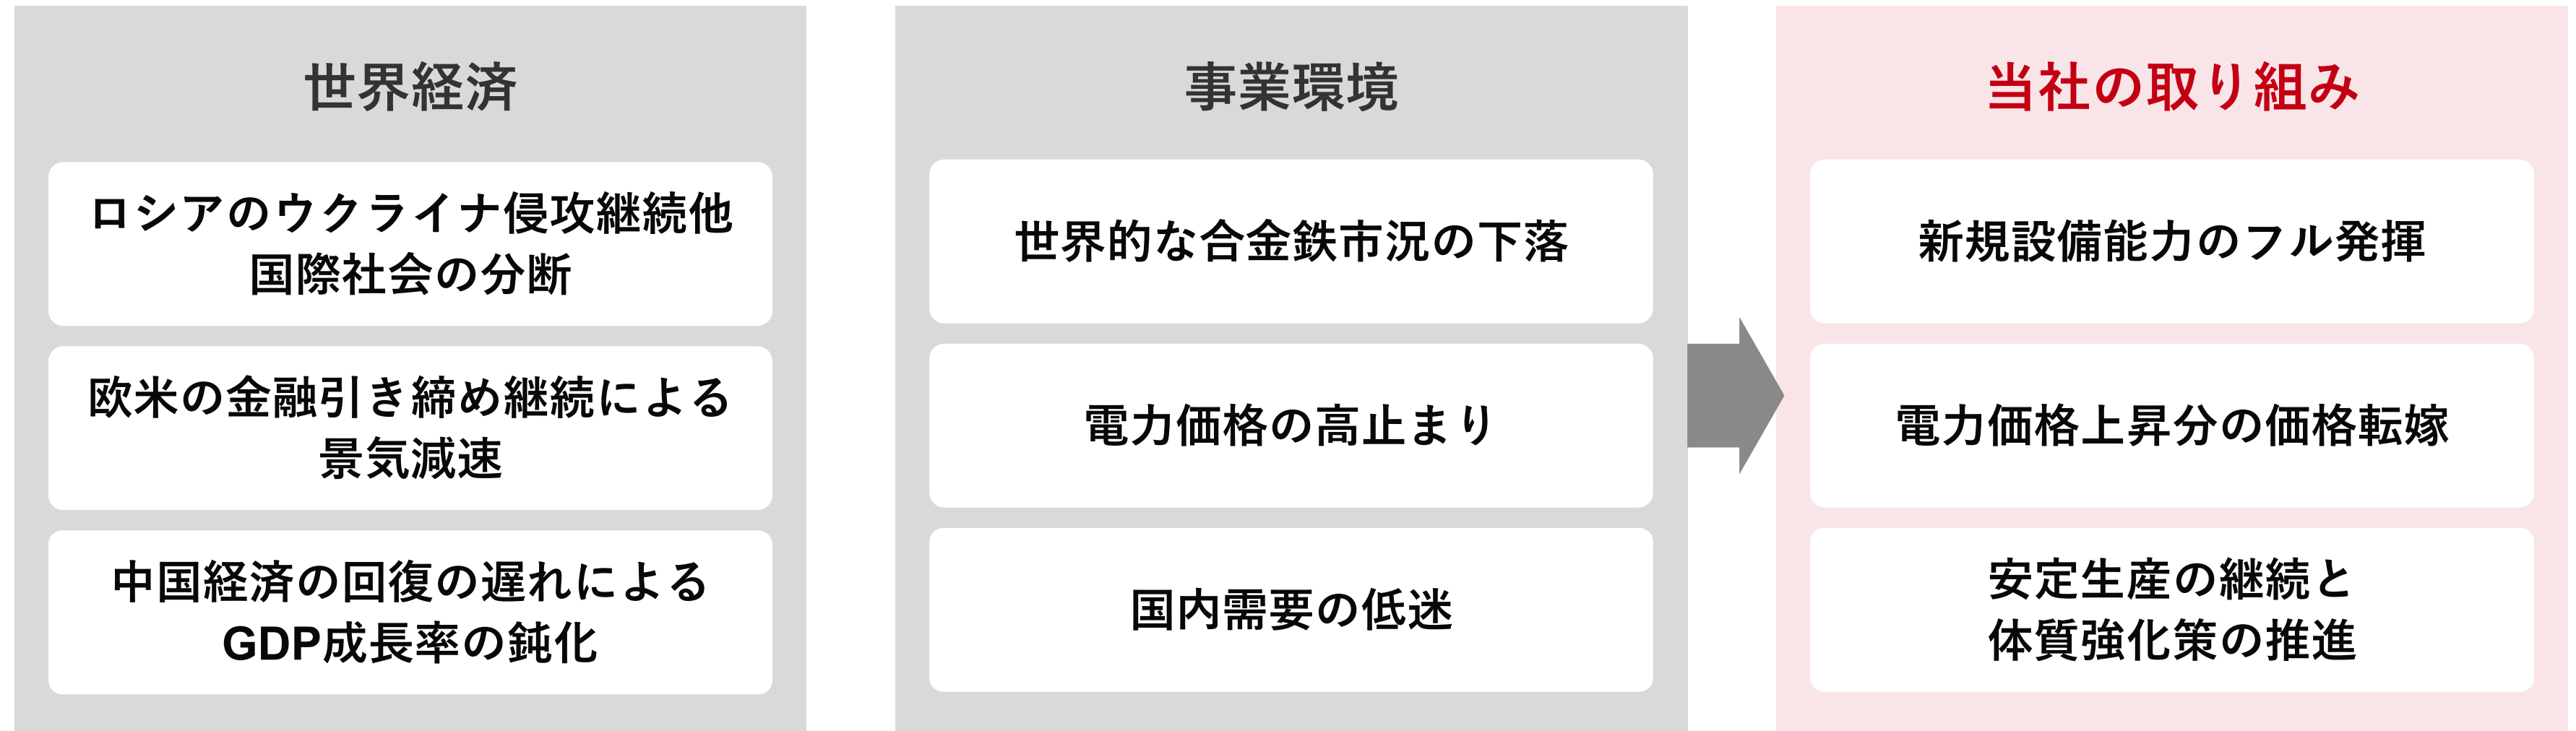 世界経済
ロシアのウクライナ侵攻継続他
国際社会の分断
欧米の金融引き締め継続による
景気減速
中国経済の回復の遅れによる
GDP成長率の鈍化
事業環境
世界的な合金鉄市況の下落
電力価格の高止まり
国内需要の低迷
当社の取り組み
新規設備能力のフル発揮
電力価格上昇分の価格転嫁
安定生産の継続と
体質強化策の推進